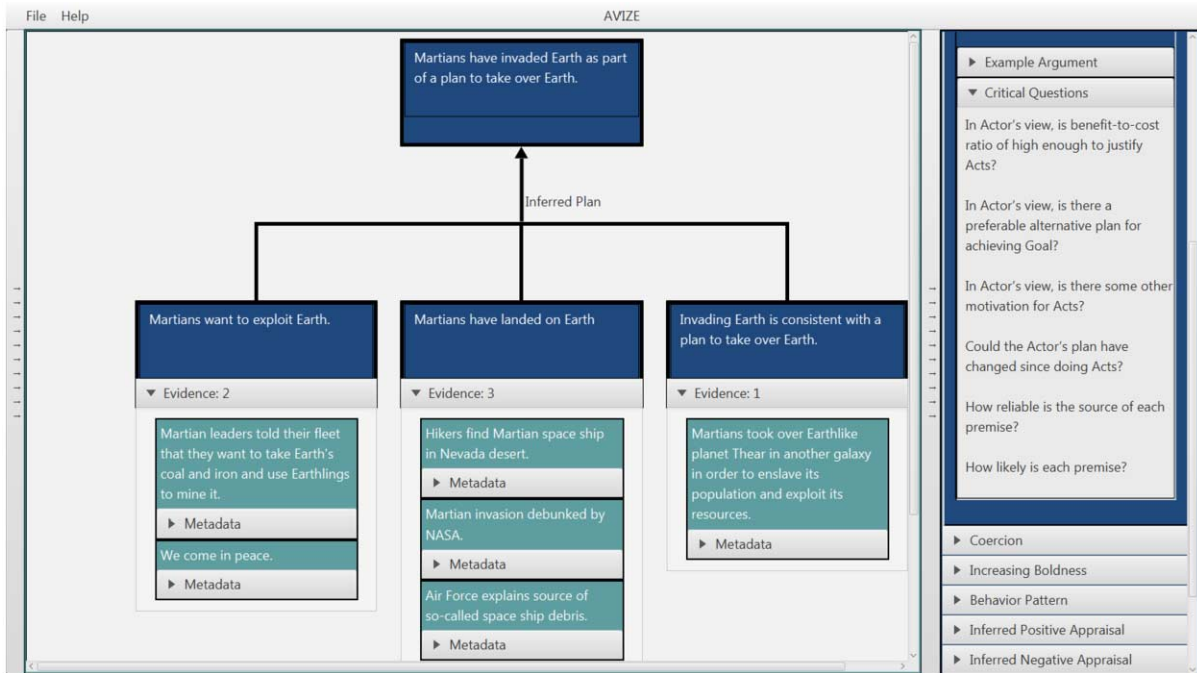 File Help
AVIZE
Martians have invaded Earth as part
of a plan to take over Earth.
Inferred Plan
Martians want to exploit Earth.
Evidence: 2
Martian leaders told their fleet
that they want to take Earth's
coal and iron and use Earthlings
to mine it.
Metadata
We come in peace.
Metadata
Martians have landed on Earth
Evidence: 3
Hikers find Martian space ship
in Nevada desert.
Metadata
Martian invasion debunked by
NASA.
Metadata
Air Force explains source of
so-called space ship debris.
Metadata
Invading Earth is consistent with a
plan to take over Earth.
Evidence: 1
Martians took over Earthlike
planet Thear in another galaxy
in order to enslave its
population and exploit its
resources.
Metadata
Example Argument
Critical Questions
In Actor's view, is benefit-to-cost
ratio of high enough to justify
Acts?
In Actor's view, is there a
preferable alternative plan for
achieving Goal?
In Actor's view, is there some other
motivation for Acts?
Could the Actor's plan have
changed since doing Acts?
How reliable is the source of each
premise?
How likely is each premise?
Coercion
Increasing Boldness
Behavior Pattern
Inferred Positive Appraisal
Inferred Negative Appraisal